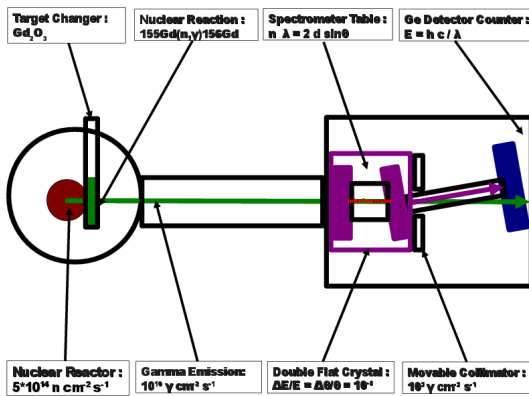 Target Changer :
Gd₂O₃
Nuclear Reaction :
155Gd(n,γ)156Gd
Spectrometer Table :
n λ = 2 d sinθ
Ge Detector Counter :
E = h c / λ
Nuclear Reactor :
5*10¹⁴ n cm⁻² s⁻¹
Gamma Emission:
10¹⁶ γ cm⁻² s⁻¹
Double Flat Crystal :
ΔE/E = Δθ/θ = 10⁻⁶
Movable Collimator :
10³ γ cm⁻² s⁻¹